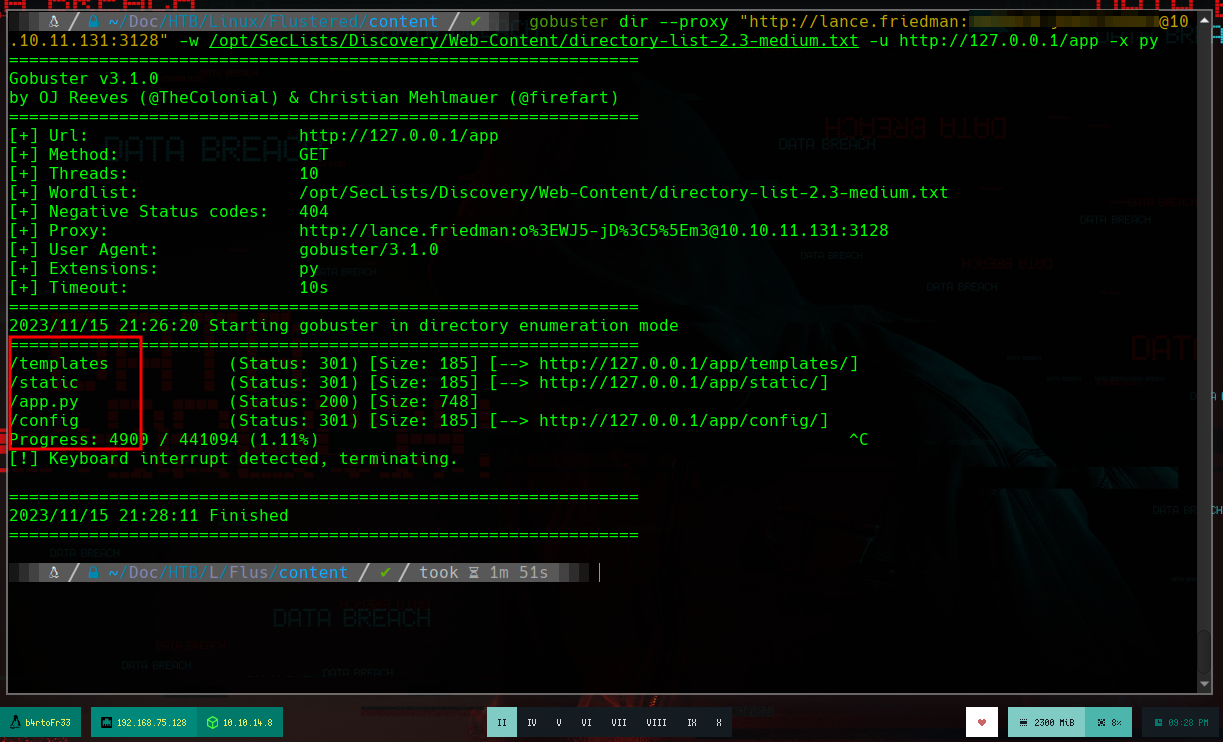 ~/Doc/HTB/Linux/Flustered/content / ✔ gobuster dir --proxy "http://lance.friedman: @10
.10.11.131:3128" -w /opt/SecLists/Discovery/Web-Content/directory-list-2.3-medium.txt -u http://127.0.0.1/app -x py
===============================================================
Gobuster v3.1.0
by OJ Reeves (@TheColonial) & Christian Mehlmauer (@firefart)
===============================================================
[+] Url: http://127.0.0.1/app
[+] Method: GET
[+] Threads: 10
[+] Wordlist: /opt/SecLists/Discovery/Web-Content/directory-list-2.3-medium.txt
[+] Negative Status codes: 404
[+] Proxy: http://lance.friedman:o%3EWJ5-jD%3C5%5Em3@10.10.11.131:3128
[+] User Agent: gobuster/3.1.0
[+] Extensions: py
[+] Timeout: 10s
===============================================================
2023/11/15 21:26:20 Starting gobuster in directory enumeration mode
===============================================================
/templates (Status: 301) [Size: 185] [--> http://127.0.0.1/app/templates/]
/static (Status: 301) [Size: 185] [--> http://127.0.0.1/app/static/]
/app.py (Status: 200) [Size: 748]
/config (Status: 301) [Size: 185] [--> http://127.0.0.1/app/config/]
Progress: 4900 / 441094 (1.11%) ^C
[!] Keyboard interrupt detected, terminating.
===============================================================
2023/11/15 21:28:11 Finished
===============================================================
~/Doc/HTB/L/Flus/content / ✔ / took 1m 51s
DATA BREACH
b4rtoFr33 192.168.75.128 10.10.14.8 II IV V VI VII VIII IX X 2300 MiB 8% 09:28 PM